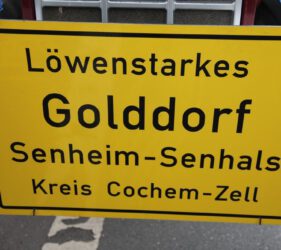 Löwenstarkes
Golddorf
Senheim-Senhals
Kreis Cochem-Zell